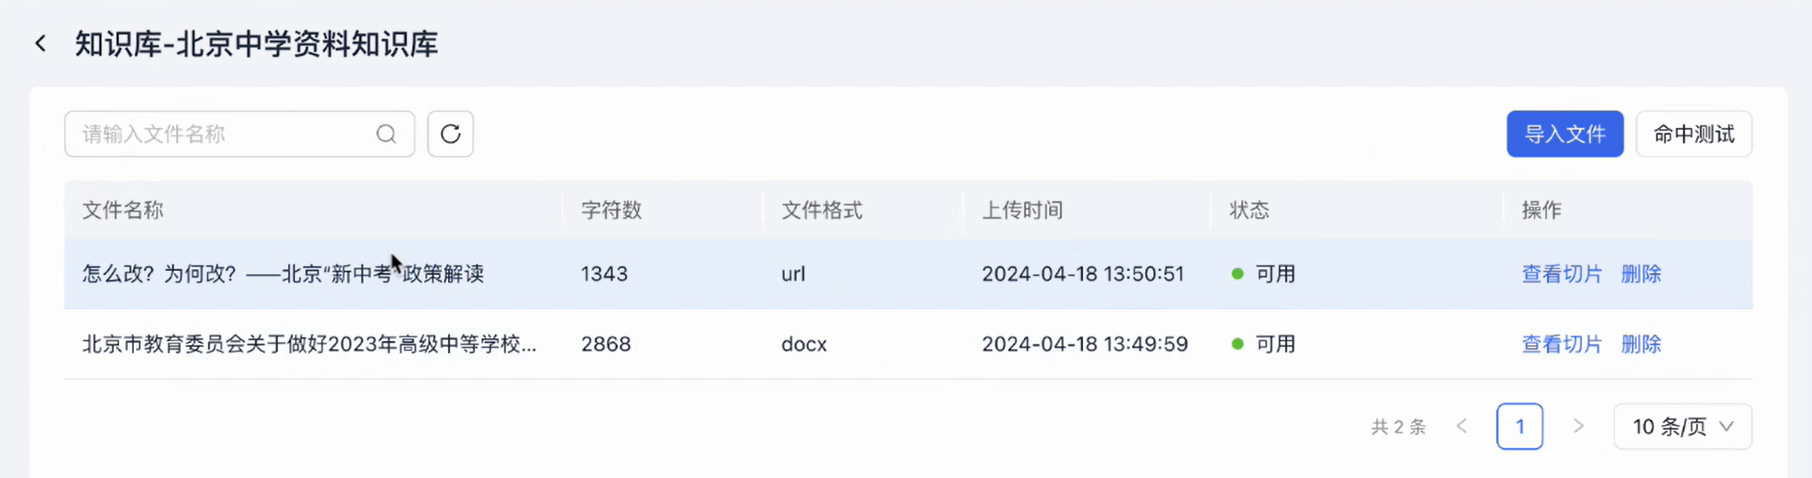 知识库-北京中学资料知识库
请输入文件名称 导入文件 命中测试
文件名称 字符数 文件格式 上传时间 状态 操作
怎么改？为何改？——北京“新中考”政策解读 1343 url 2024-04-18 13:50:51 可用 查看切片 删除
北京市教育委员会关于做好2023年高级中等学校... 2868 docx 2024-04-18 13:49:59 可用 查看切片 删除
共 2 条 1 10 条/页